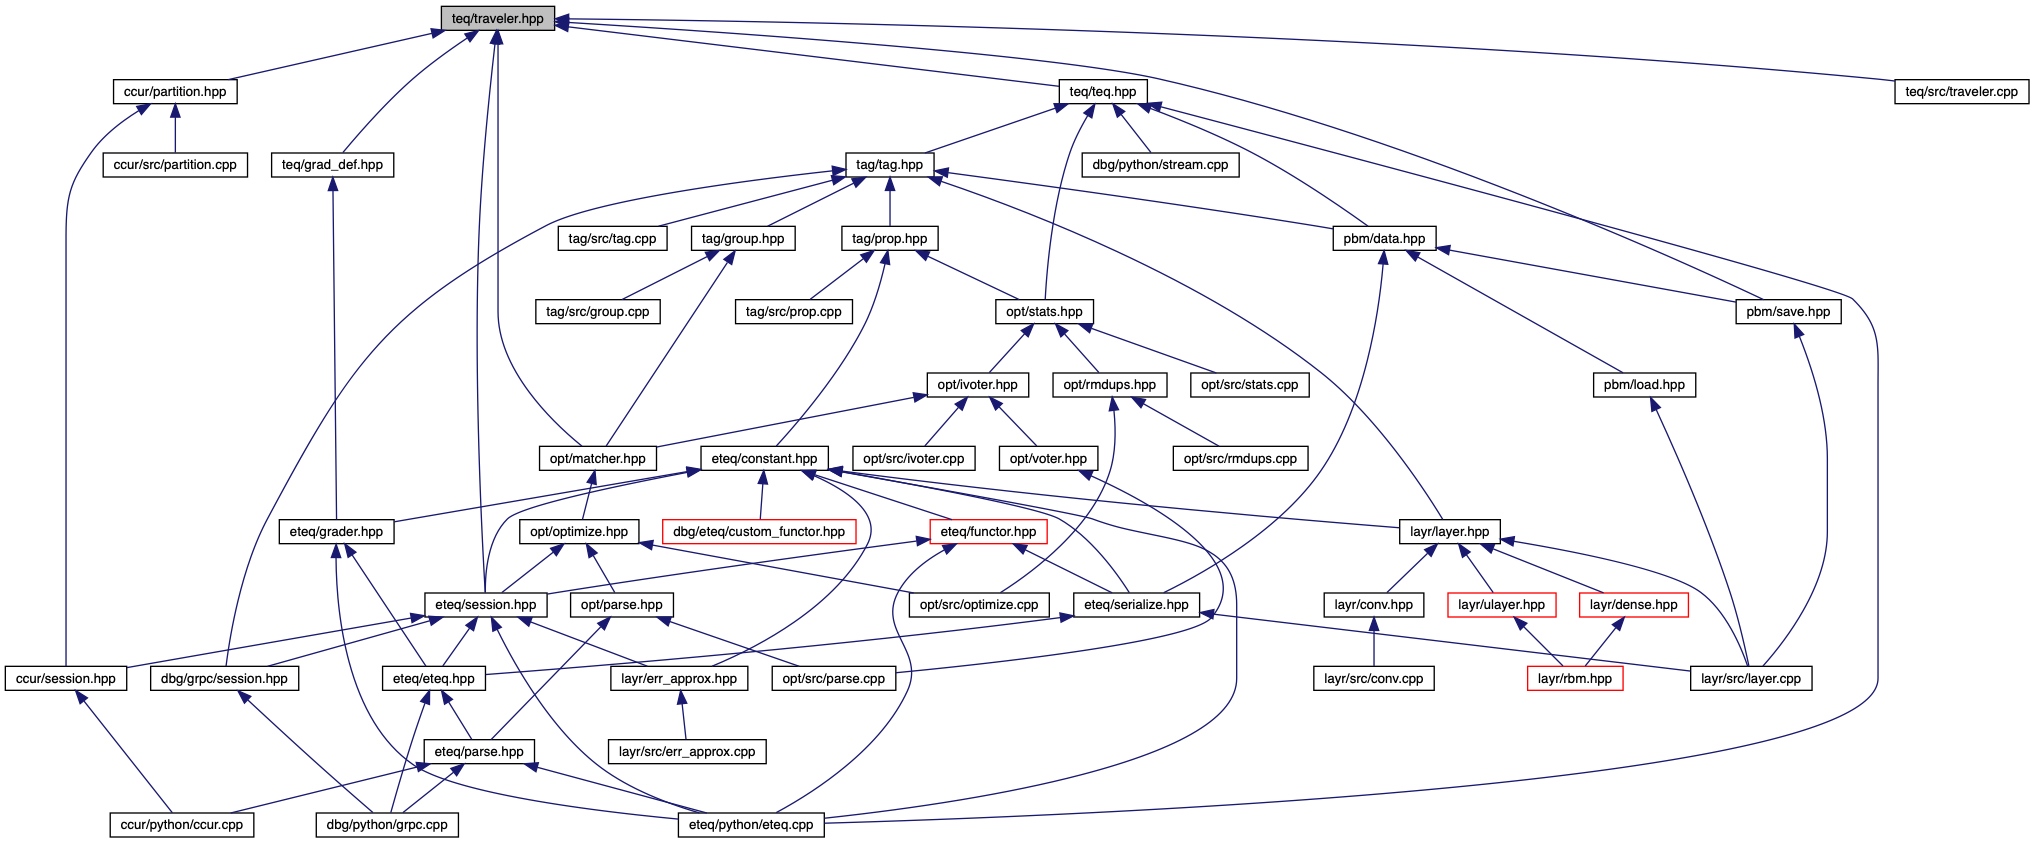 teq/traveler.hpp
ccur/partition.hpp
teq/teq.hpp
teq/src/traveler.cpp
ccur/src/partition.cpp
teq/grad_def.hpp
tag/tag.hpp
dbg/python/stream.cpp
tag/src/tag.cpp
tag/group.hpp
tag/prop.hpp
pbm/data.hpp
tag/src/group.cpp
tag/src/prop.cpp
opt/stats.hpp
pbm/save.hpp
opt/ivoter.hpp
opt/rmdups.hpp
opt/src/stats.cpp
pbm/load.hpp
opt/matcher.hpp
eteq/constant.hpp
opt/src/ivoter.cpp
opt/voter.hpp
opt/src/rmdups.cpp
eteq/grader.hpp
opt/optimize.hpp
dbg/eteq/custom_functor.hpp
eteq/functor.hpp
layr/layer.hpp
eteq/session.hpp
opt/parse.hpp
opt/src/optimize.cpp
eteq/serialize.hpp
layr/conv.hpp
layr/ulayer.hpp
layr/dense.hpp
ccur/session.hpp
dbg/grpc/session.hpp
eteq/eteq.hpp
layr/err_approx.hpp
opt/src/parse.cpp
layr/src/conv.cpp
layr/rbm.hpp
layr/src/layer.cpp
eteq/parse.hpp
layr/src/err_approx.cpp
ccur/python/ccur.cpp
dbg/python/grpc.cpp
eteq/python/eteq.cpp